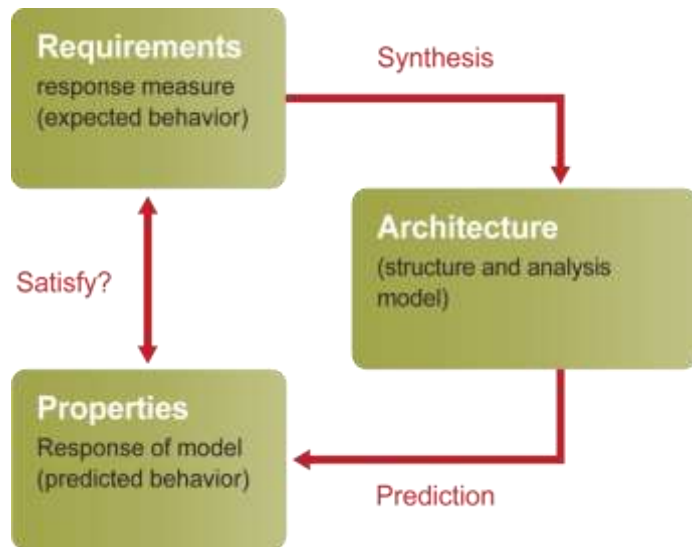 Requirements
response measure
(expected behavior)
Synthesis
Architecture
(structure and analysis
model)
Satisfy?
Properties
Response of model
(predicted behavior)
Prediction